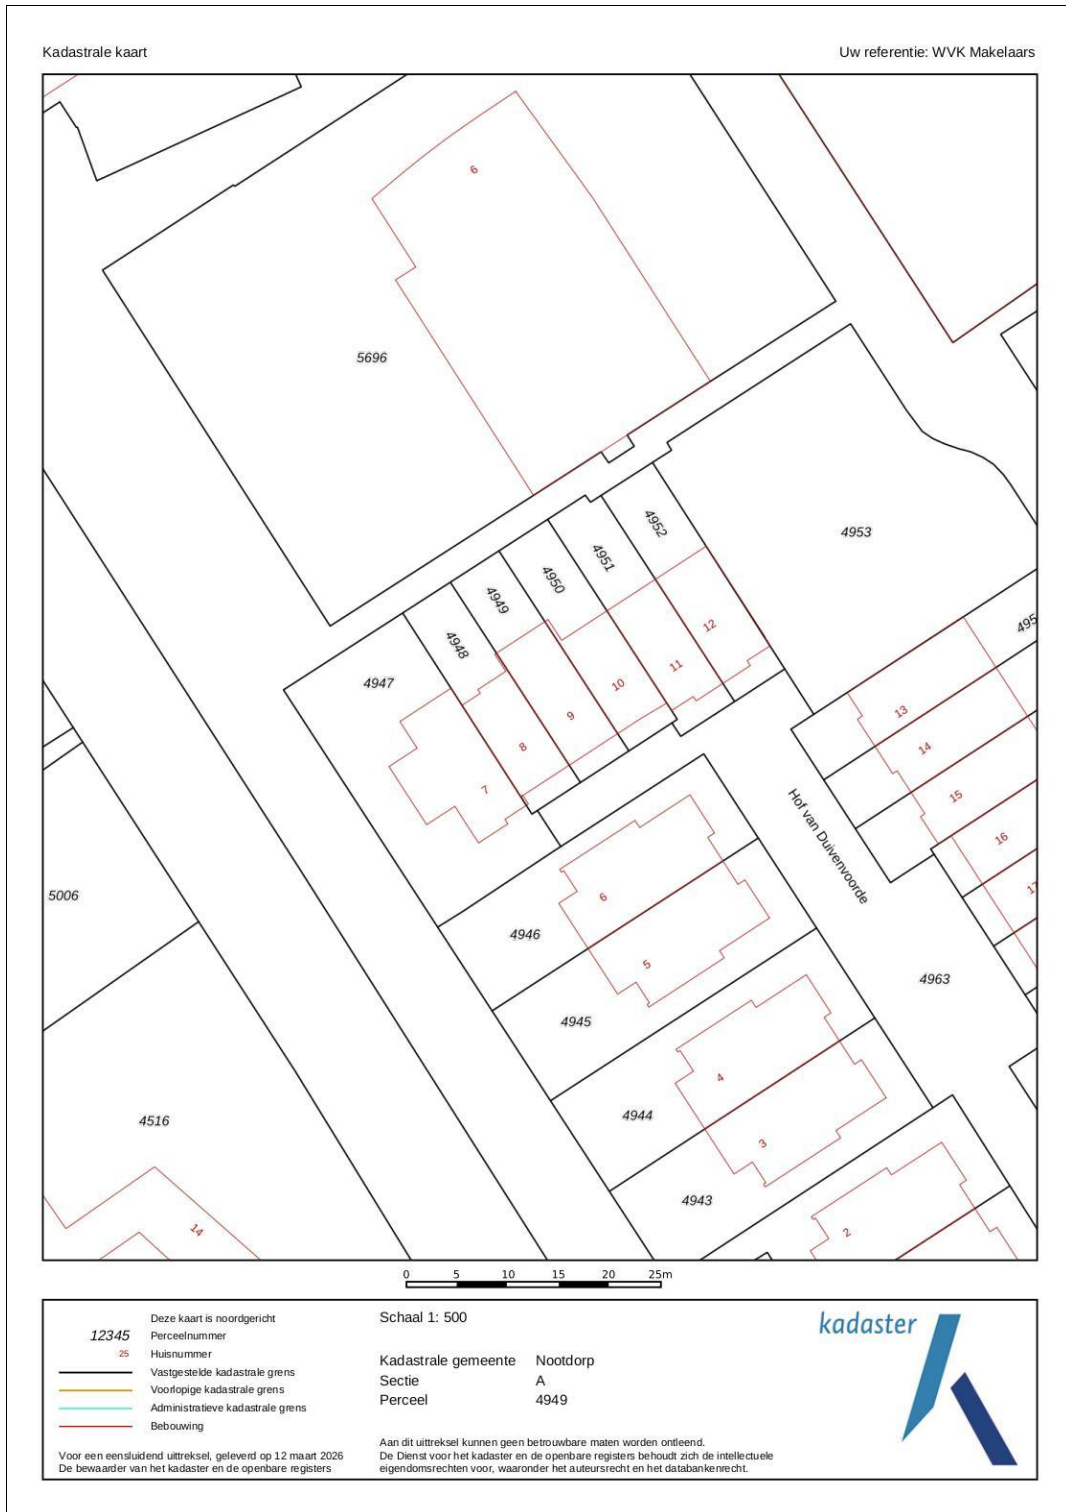 Kadastrale kaart
Uw referentie: WVK Makelaars
6
5696
4953
4952
4951
4950
4949
4948
4947
12
11
10
9
8
7
13
14
15
16
17
495
Hof van Duivenvoorde
5006
6
4946
5
4945
4963
4
4944
3
4943
2
4516
14
0 5 10 15 20 25m
Deze kaart is noordgericht
12345 Perceelnummer
25 Huisnummer
Vastgestelde kadastrale grens
Voorlopige kadastrale grens
Administratieve kadastrale grens
Bebouwing
Voor een eensluidend uittreksel, geleverd op 12 maart 2026
De bewaarder van het kadaster en de openbare registers
Schaal 1: 500
Kadastrale gemeente Nootdorp
Sectie A
Perceel 4949
Aan dit uittreksel kunnen geen betrouwbare maten worden ontleend.
De Dienst voor het kadaster en de openbare registers behoudt zich de intellectuele
eigendomsrechten voor, waaronder het auteursrecht en het databankenrecht.
kadaster